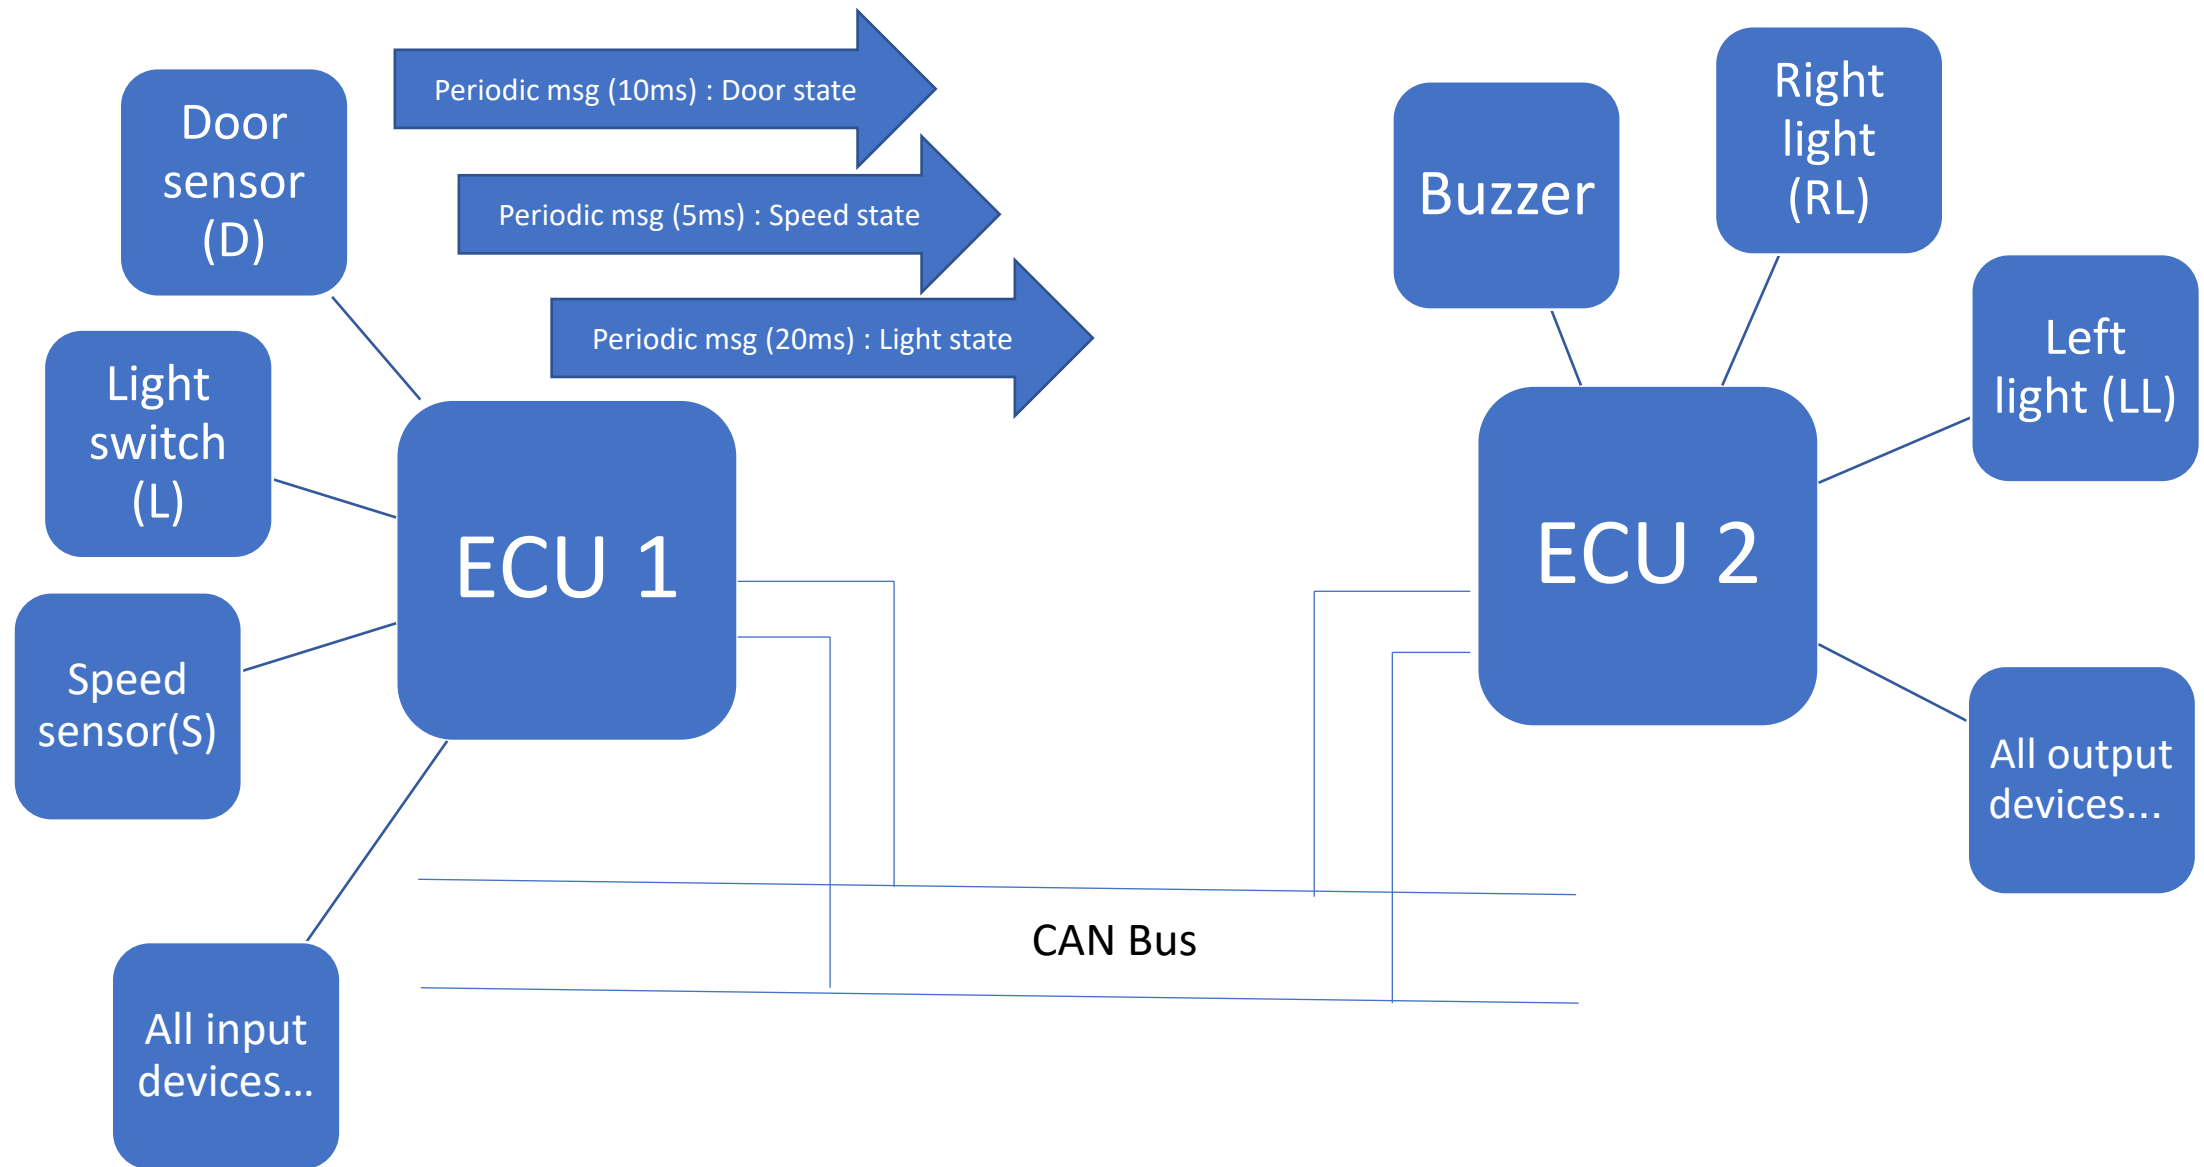 Door
sensor
(D)
Periodic msg (10ms) : Door state
Periodic msg (5ms) : Speed state
Periodic msg (20ms) : Light state
Light
switch
(L)
Speed
sensor(S)
ECU 1
All input
devices...
CAN Bus
Buzzer
Right
light
(RL)
Left
light (LL)
ECU 2
All output
devices...